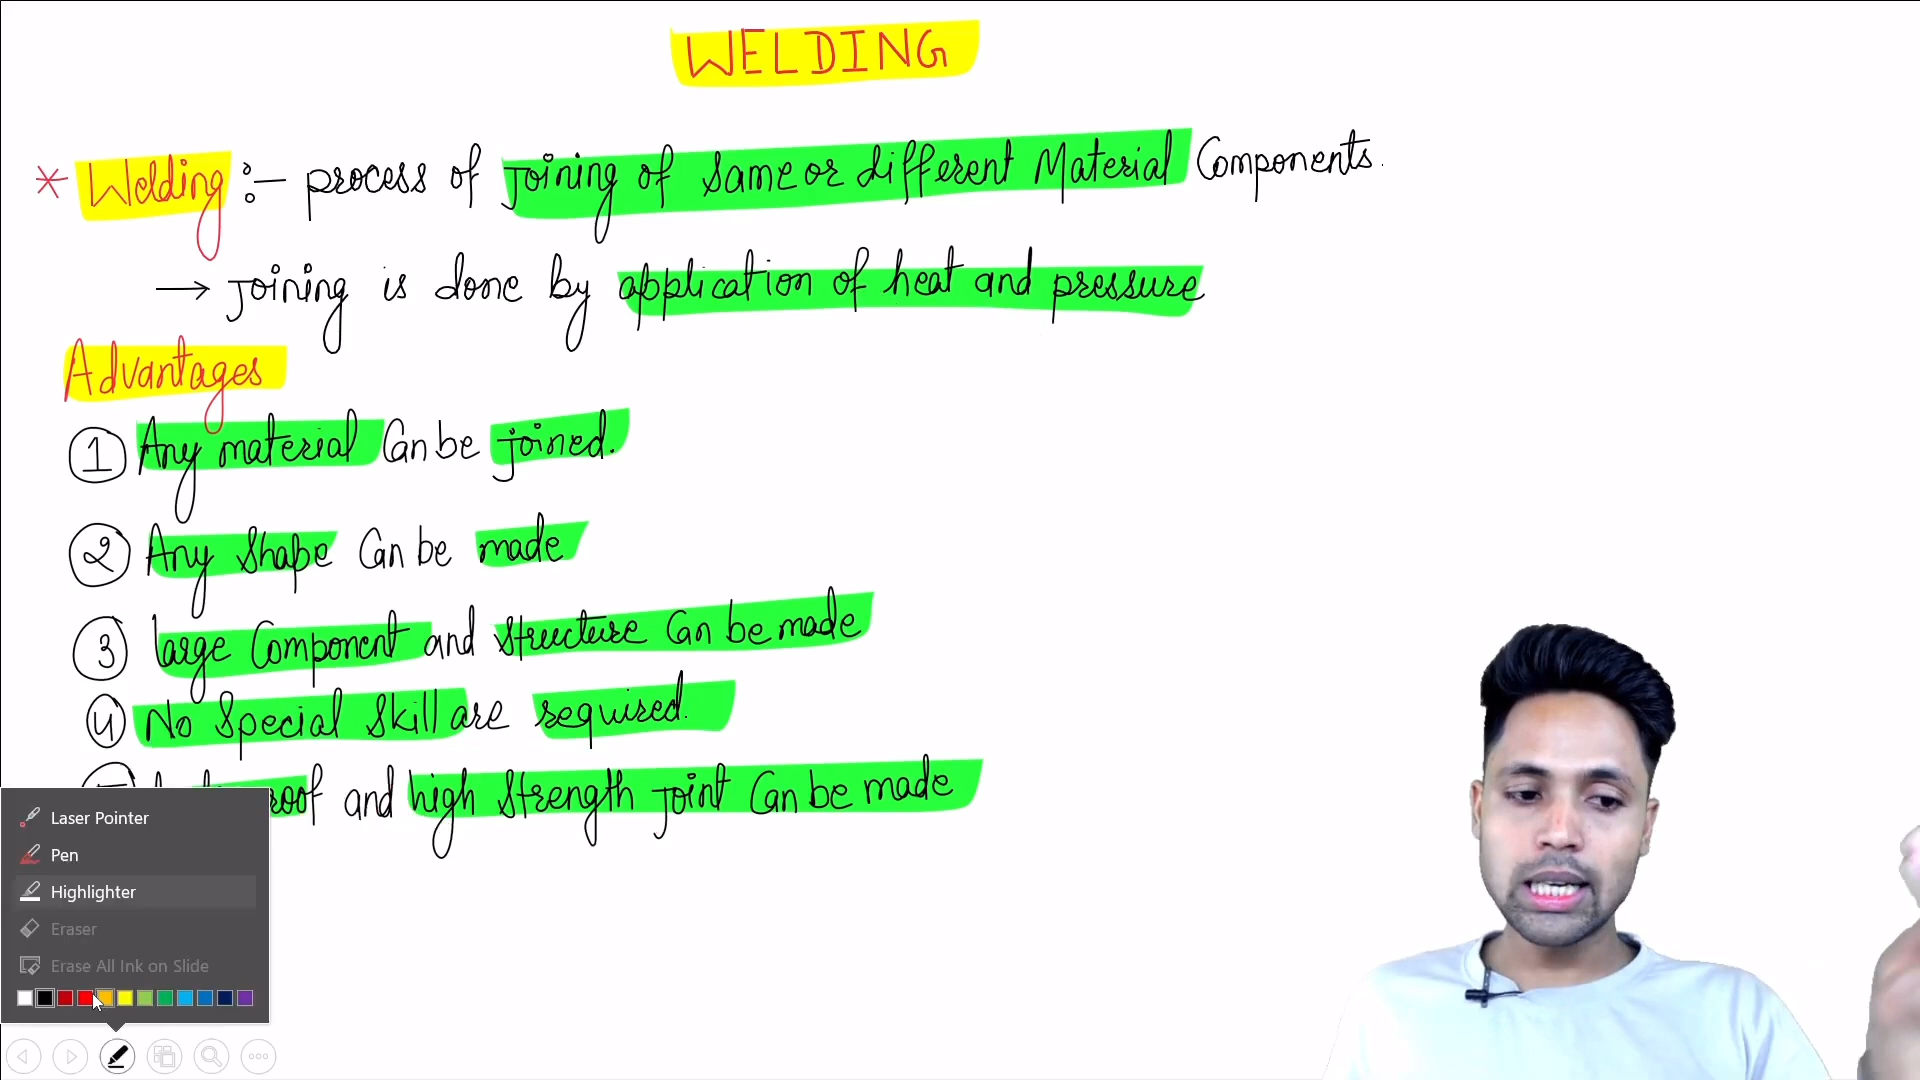 WELDING
* Welding :- process of joining of same or different Material Components.
→ joining is done by application of heat and pressure
Advantages
① Any material Can be joined.
② Any shape Can be made
③ large Component and structure Can be made
④ No special skill are required.
and high strength joint Can be made
Laser Pointer
Pen
Highlighter
Eraser
Erase All Ink on Slide